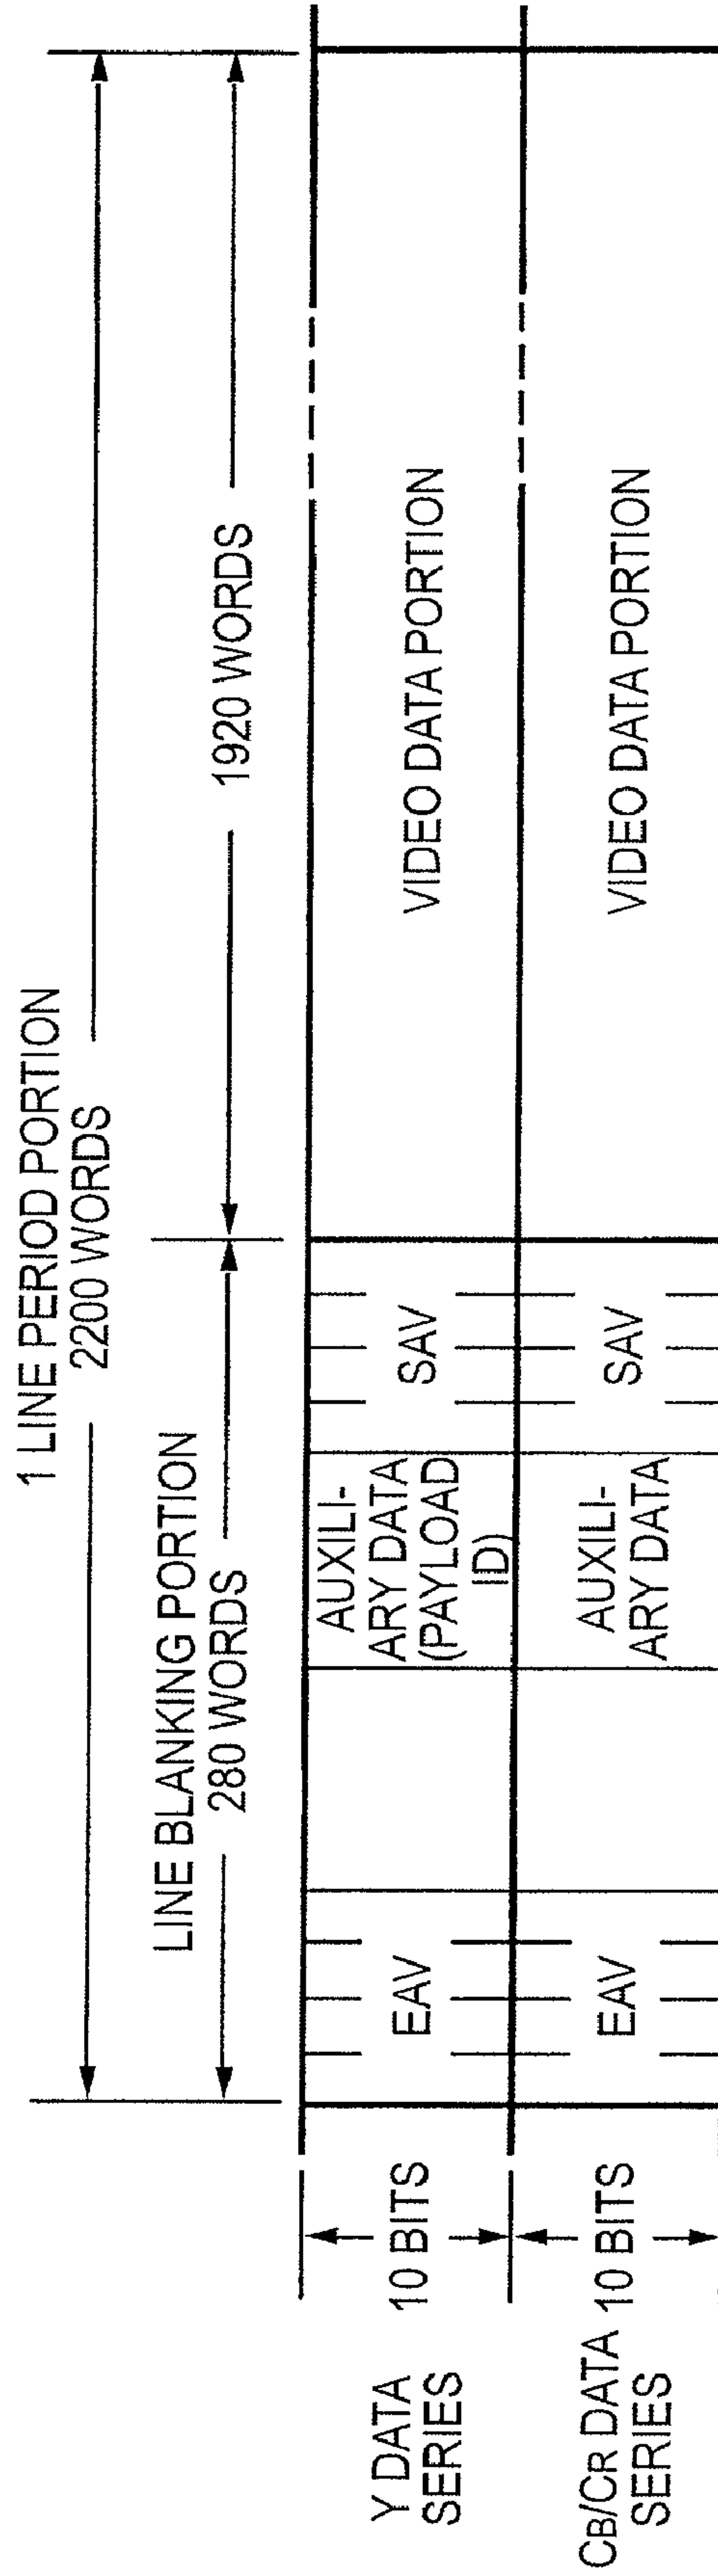 1 LINE PERIOD PORTION
2200 WORDS
LINE BLANKING PORTION
280 WORDS
1920 WORDS
Y DATA
SERIES
10 BITS
EAV
AUXILI-
ARY DATA
(PAYLOAD
ID)
SAV
VIDEO DATA PORTION
CB/CR DATA
SERIES
10 BITS
EAV
AUXILI-
ARY DATA
SAV
VIDEO DATA PORTION